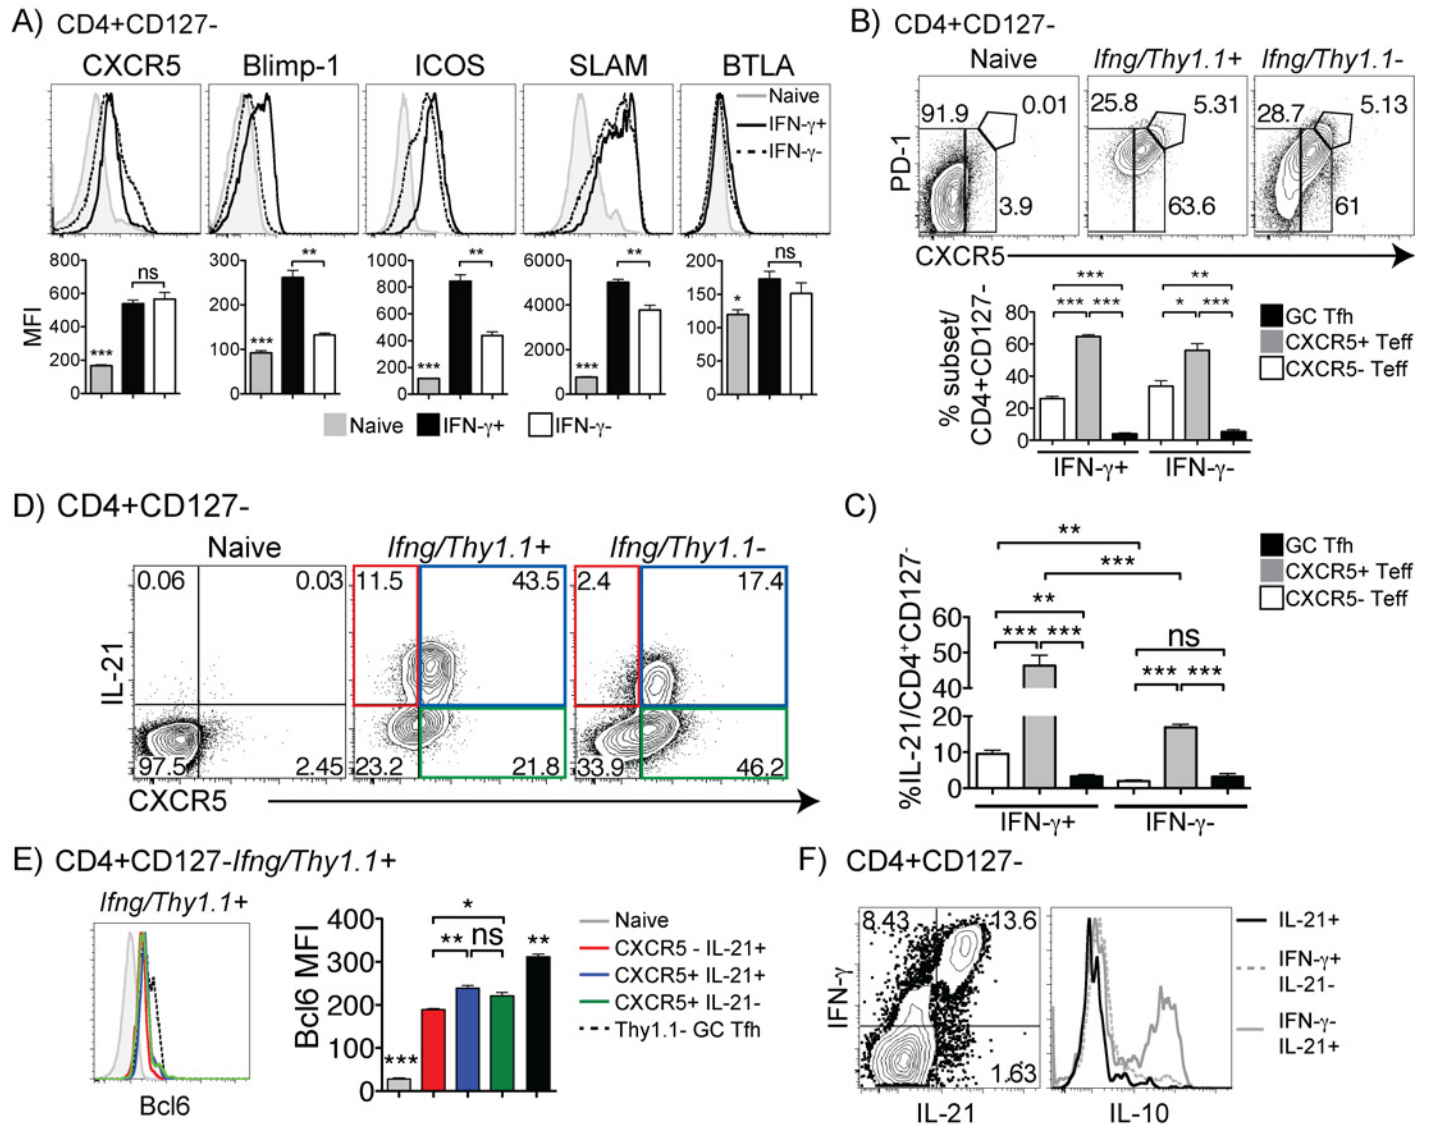 A) CD4+CD127-
CXCR5 Blimp-1 ICOS SLAM BTLA
Naive
IFN-γ+
IFN-γ-
MFI
800
600
400
200
0
***
ns
300
200
100
0
***
**
1000
800
600
400
200
0
***
**
6000
4000
2000
0
***
**
200
150
100
50
0
*
ns
Naive IFN-γ+ IFN-γ-
B) CD4+CD127-
Naive Ifng/Thy1.1+ Ifng/Thy1.1-
91.9 0.01 25.8 5.31 28.7 5.13
3.9 63.6 61
PD-1
CXCR5
% subset/
CD4+CD127-
80
60
40
20
0
*** **
*** *** * ***
IFN-γ+ IFN-γ-
GC Tfh
CXCR5+ Teff
CXCR5- Teff
D) CD4+CD127-
Naive Ifng/Thy1.1+ Ifng/Thy1.1-
0.06 0.03 11.5 43.5 2.4 17.4
97.5 2.45 23.2 21.8 33.9 46.2
IL-21
CXCR5
C)
%IL-21/CD4+CD127-
60
50
40
20
10
0
**
***
** ns
*** *** *** ***
IFN-γ+ IFN-γ-
GC Tfh
CXCR5+ Teff
CXCR5- Teff
E) CD4+CD127-Ifng/Thy1.1+
Ifng/Thy1.1+
Bcl6
Bcl6 MFI
400
300
200
100
0
*
** ns **
***
Naive
CXCR5 - IL-21+
CXCR5+ IL-21+
CXCR5+ IL-21-
Thy1.1- GC Tfh
F) CD4+CD127-
8.43 13.6
1.63
IFN-γ
IL-21 IL-10
IL-21+
IFN-γ+
IL-21-
IFN-γ-
IL-21+